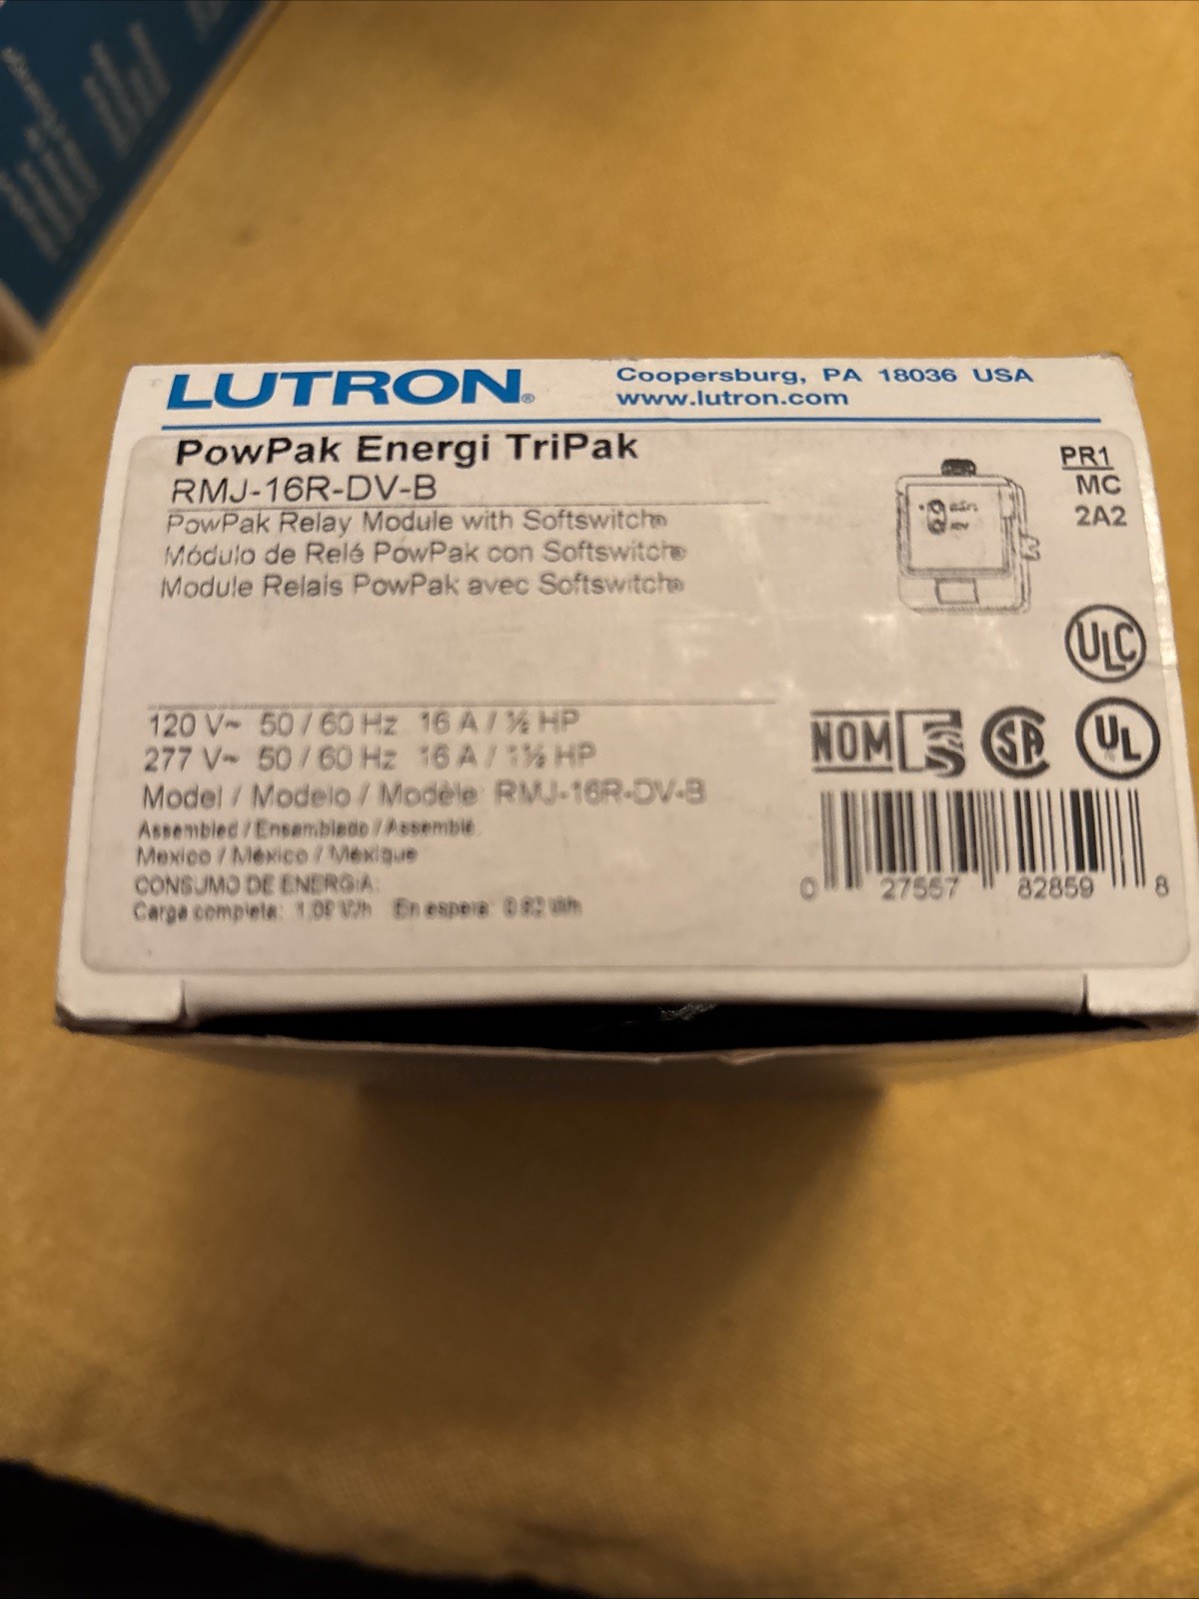 LUTRON®
Coopersburg, PA 18036 USA
www.lutron.com
PowPak Energi TriPak
RMJ-16R-DV-B
PowPak Relay Module with Softswitch®
Módulo de Relé PowPak con Softswitch®
Module Relais PowPak avec Softswitch®
PR1
MC
2A2
120 V~ 50 / 60 Hz 16 A / ½ HP
277 V~ 50 / 60 Hz 16 A / 1½ HP
Model / Modelo / Modèle: RMJ-16R-DV-B
Assembled / Ensamblado / Assemblé
Mexico / México / Mexique
CONSUMO DE ENERGIA:
Carga completa: En espera:
ULC
NOM
SA
UL
0 27557 82859 8